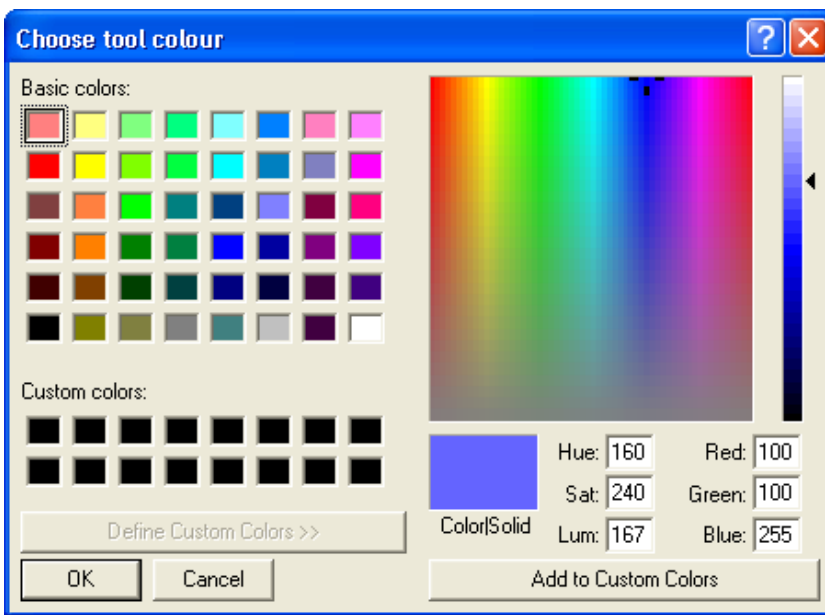 Choose tool colour
Basic colors:
Custom colors:
Define Custom Colors >>
OK
Cancel
Color|Solid
Hue: 160
Sat: 240
Lum: 167
Red: 100
Green: 100
Blue: 255
Add to Custom Colors